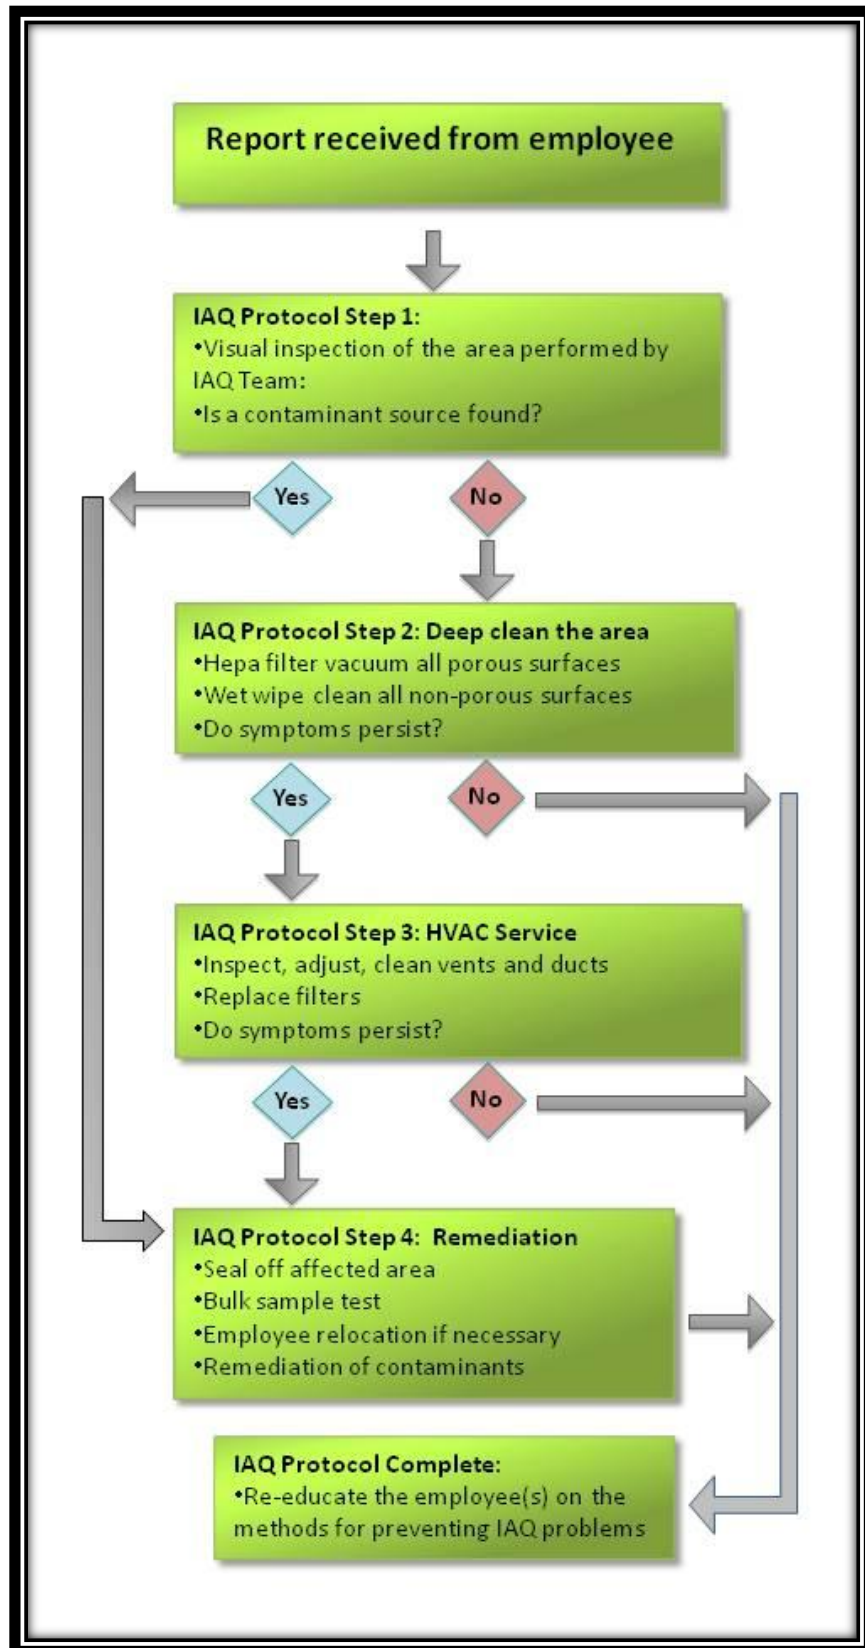 Report received from employee
IAQ Protocol Step 1:
•Visual inspection of the area performed by
IAQ Team:
•Is a contaminant source found?
Yes
No
IAQ Protocol Step 2: Deep clean the area
•Hepa filter vacuum all porous surfaces
•Wet wipe clean all non-porous surfaces
•Do symptoms persist?
Yes
No
IAQ Protocol Step 3: HVAC Service
•Inspect, adjust, clean vents and ducts
•Replace filters
•Do symptoms persist?
Yes
No
IAQ Protocol Step 4:  Remediation
•Seal off affected area
•Bulk sample test
•Employee relocation if necessary
•Remediation of contaminants
IAQ Protocol Complete:
•Re-educate the employee(s) on the
methods for preventing IAQ problems